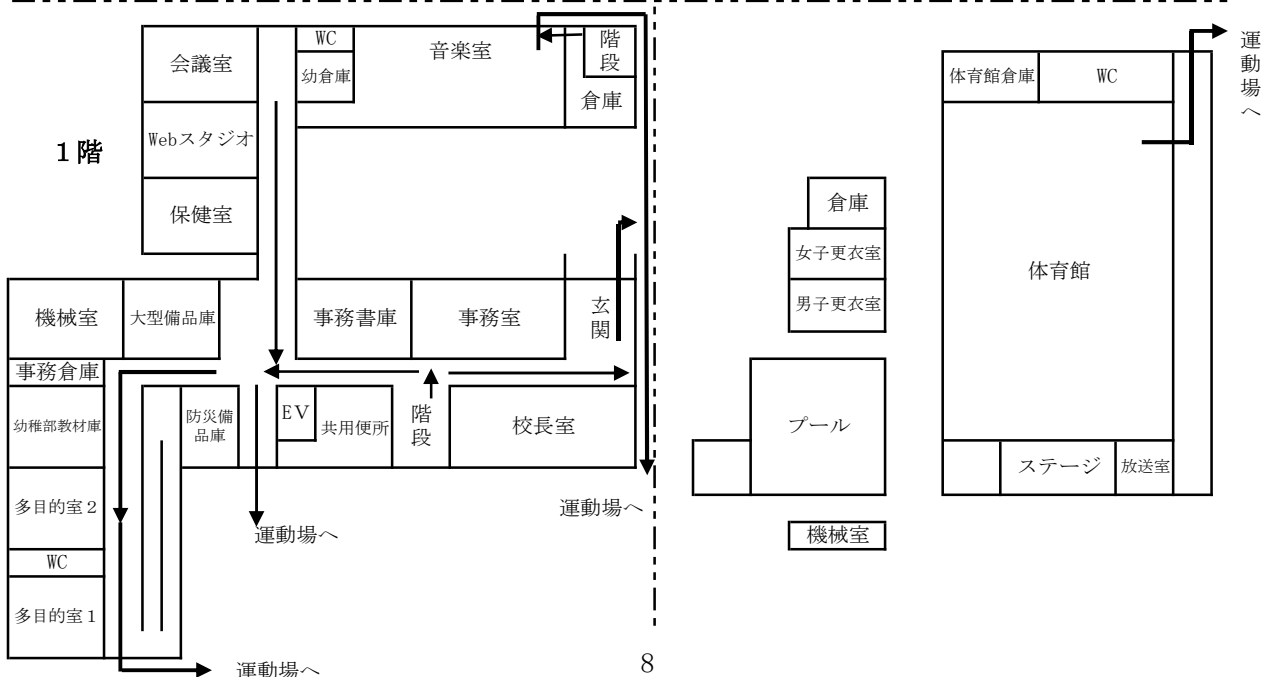 会議室
WC
幼倉庫
音楽室
階
段
倉庫
Webスタジオ
1階
保健室
機械室
大型備品庫
事務書庫
事務室
玄
関
事務倉庫
幼稚部教材庫
防災備
品庫
EV
共用便所
階
段
校長室
多目的室2
WC
多目的室1
運動場へ
運動場へ
運動場へ
体育館倉庫
WC
運
動
場
へ
倉庫
女子更衣室
男子更衣室
体育館
プール
ステージ
放送室
機械室
8